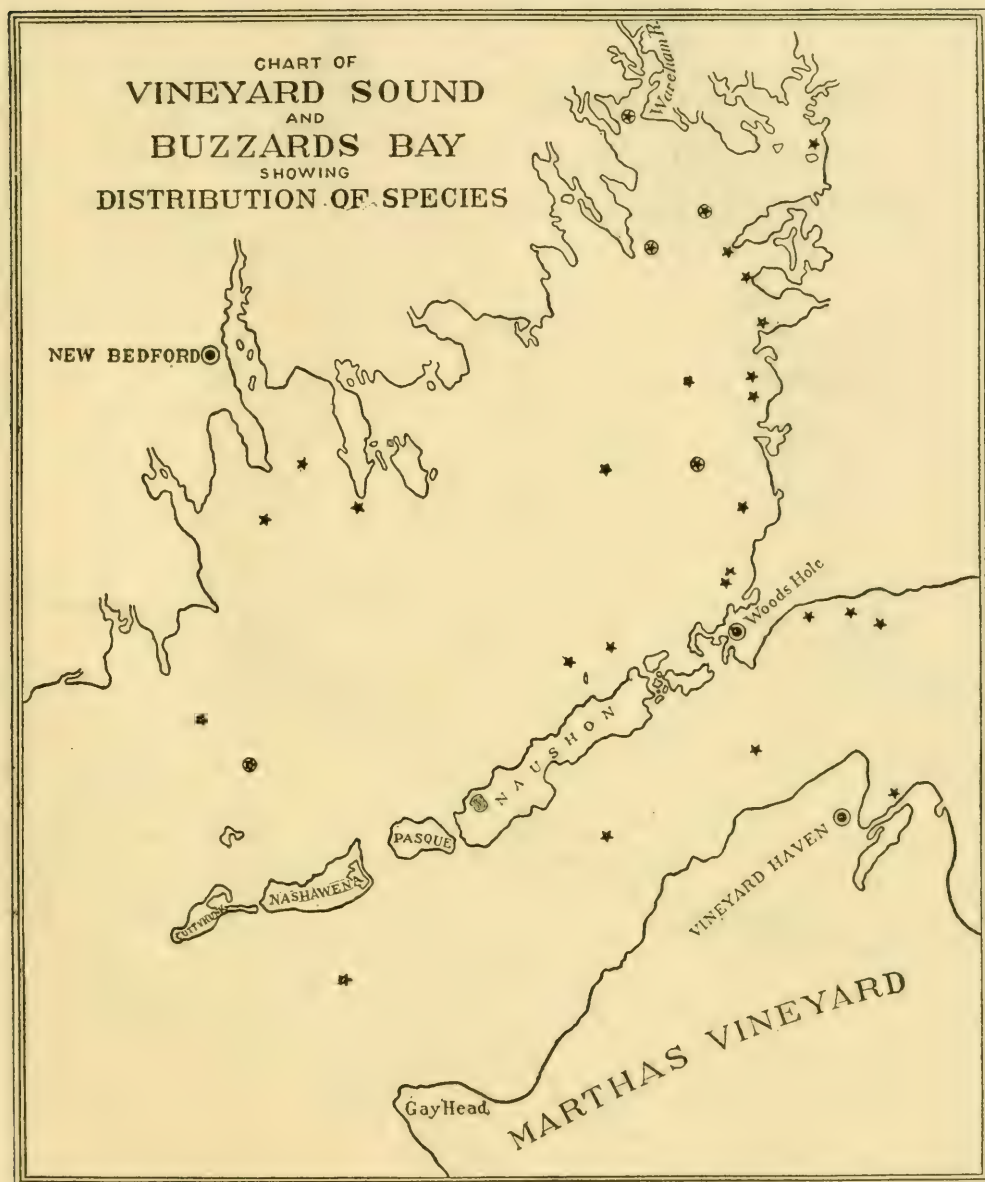 CHART OF
VINEYARD SOUND
AND
BUZZARDS BAY
SHOWING
DISTRIBUTION OF SPECIES
Wareham R.
NEW BEDFORD
Woods Hole
NAUSHON
PASQUE
NASHAWENA
CUTTYHUNK
VINEYARD HAVEN
MARTHAS VINEYARD
Gay Head